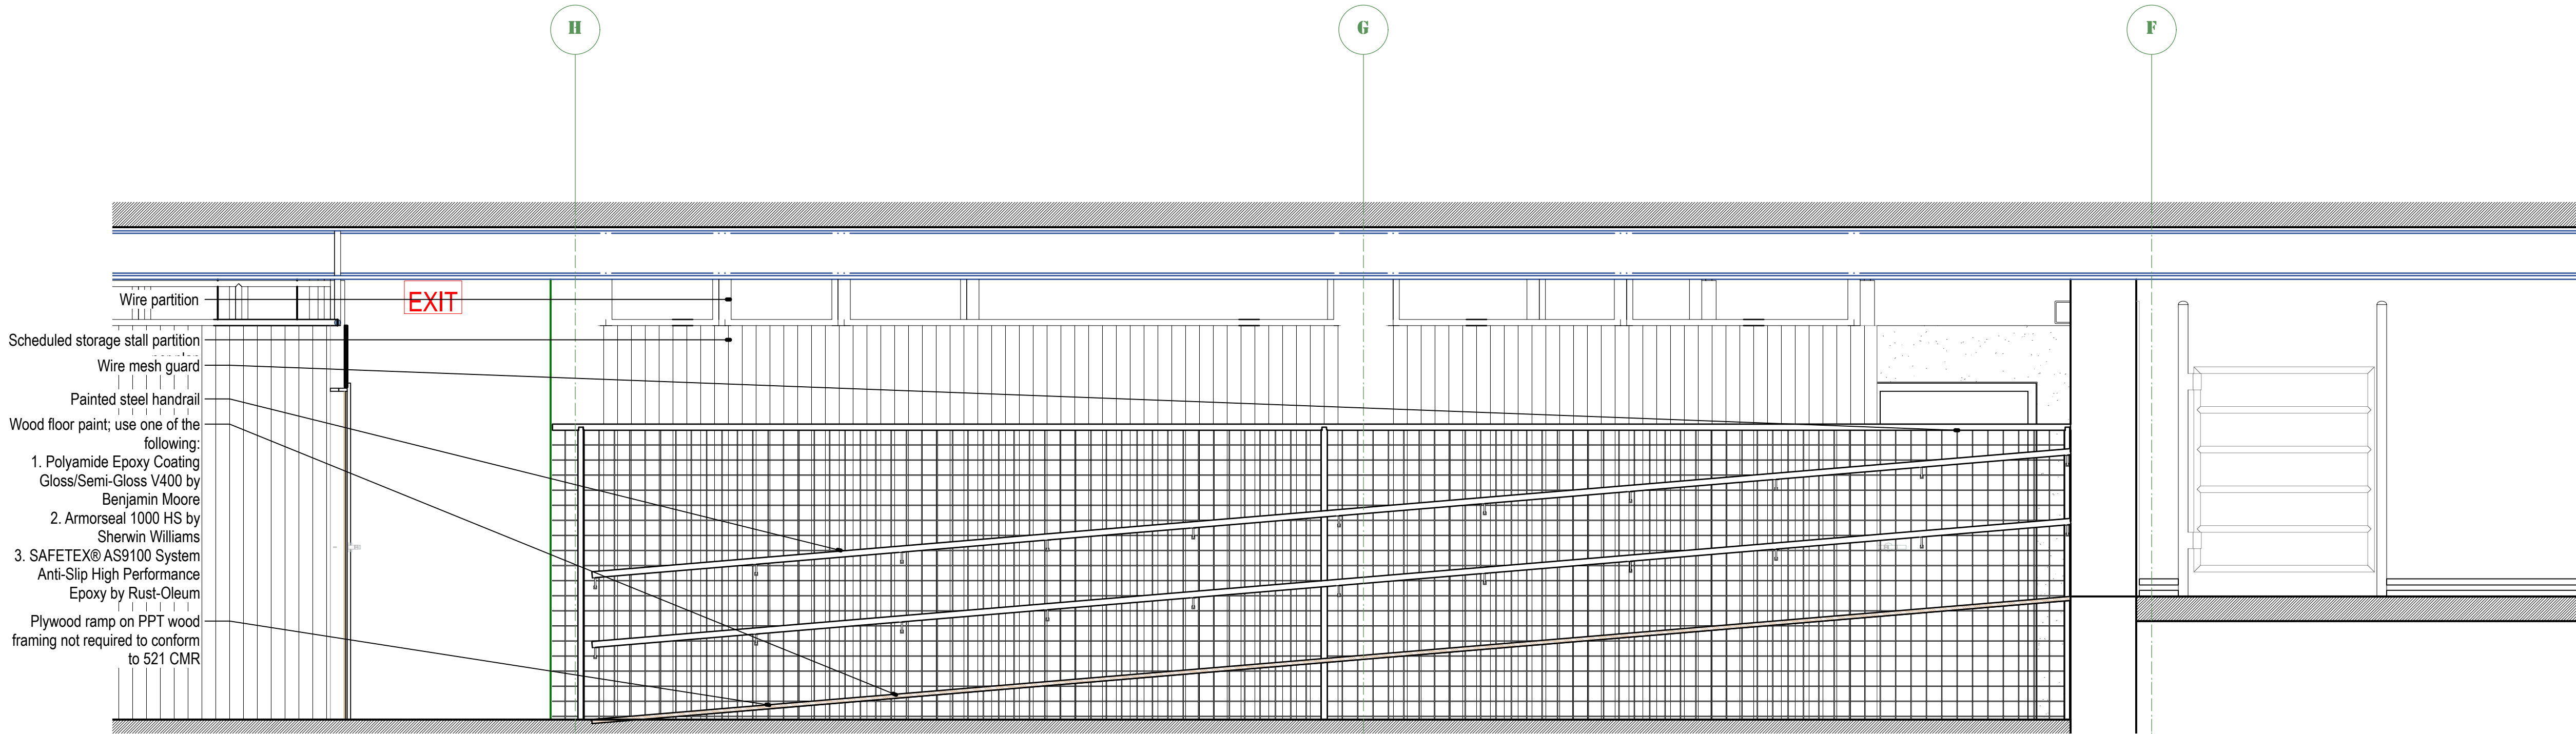 H
G
F
EXIT
Wire partition
Scheduled storage stall partition
Wire mesh guard
Painted steel handrail
Wood floor paint; use one of the
following:
1. Polyamide Epoxy Coating
Gloss/Semi-Gloss V400 by
Benjamin Moore
2. Armorseal 1000 HS by
Sherwin Williams
3. SAFETEX® AS9100 System
Anti-Slip High Performance
Epoxy by Rust-Oleum
Plywood ramp on PPT wood
framing not required to conform
to 521 CMR